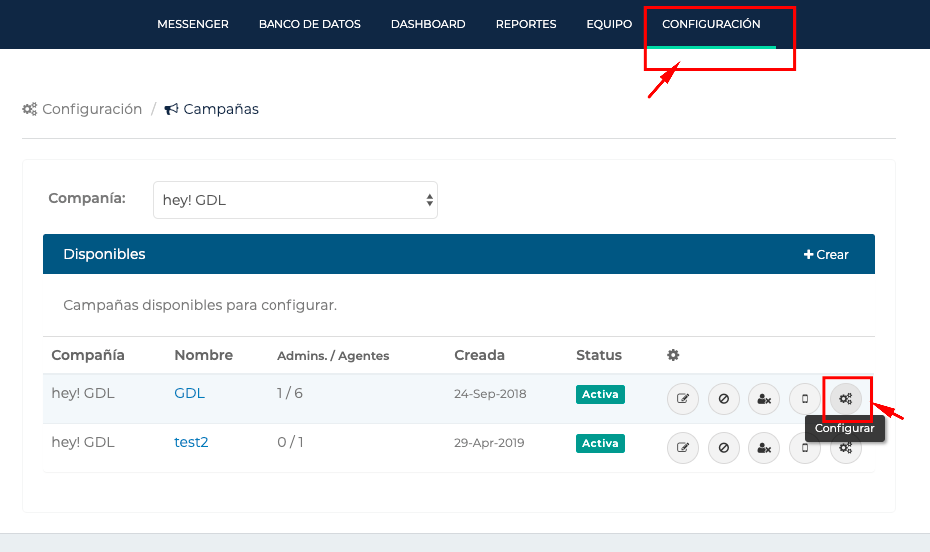 MESSENGER BANCO DE DATOS DASHBOARD REPORTES EQUIPO CONFIGURACIÓN
Configuración / Campañas
Companía: hey! GDL
Disponibles + Crear
Campañas disponibles para configurar.
Compañía Nombre Admins. / Agentes Creada Status
hey! GDL GDL 1 / 6 24-Sep-2018 Activa
Configurar
hey! GDL test2 0 / 1 29-Apr-2019 Activa